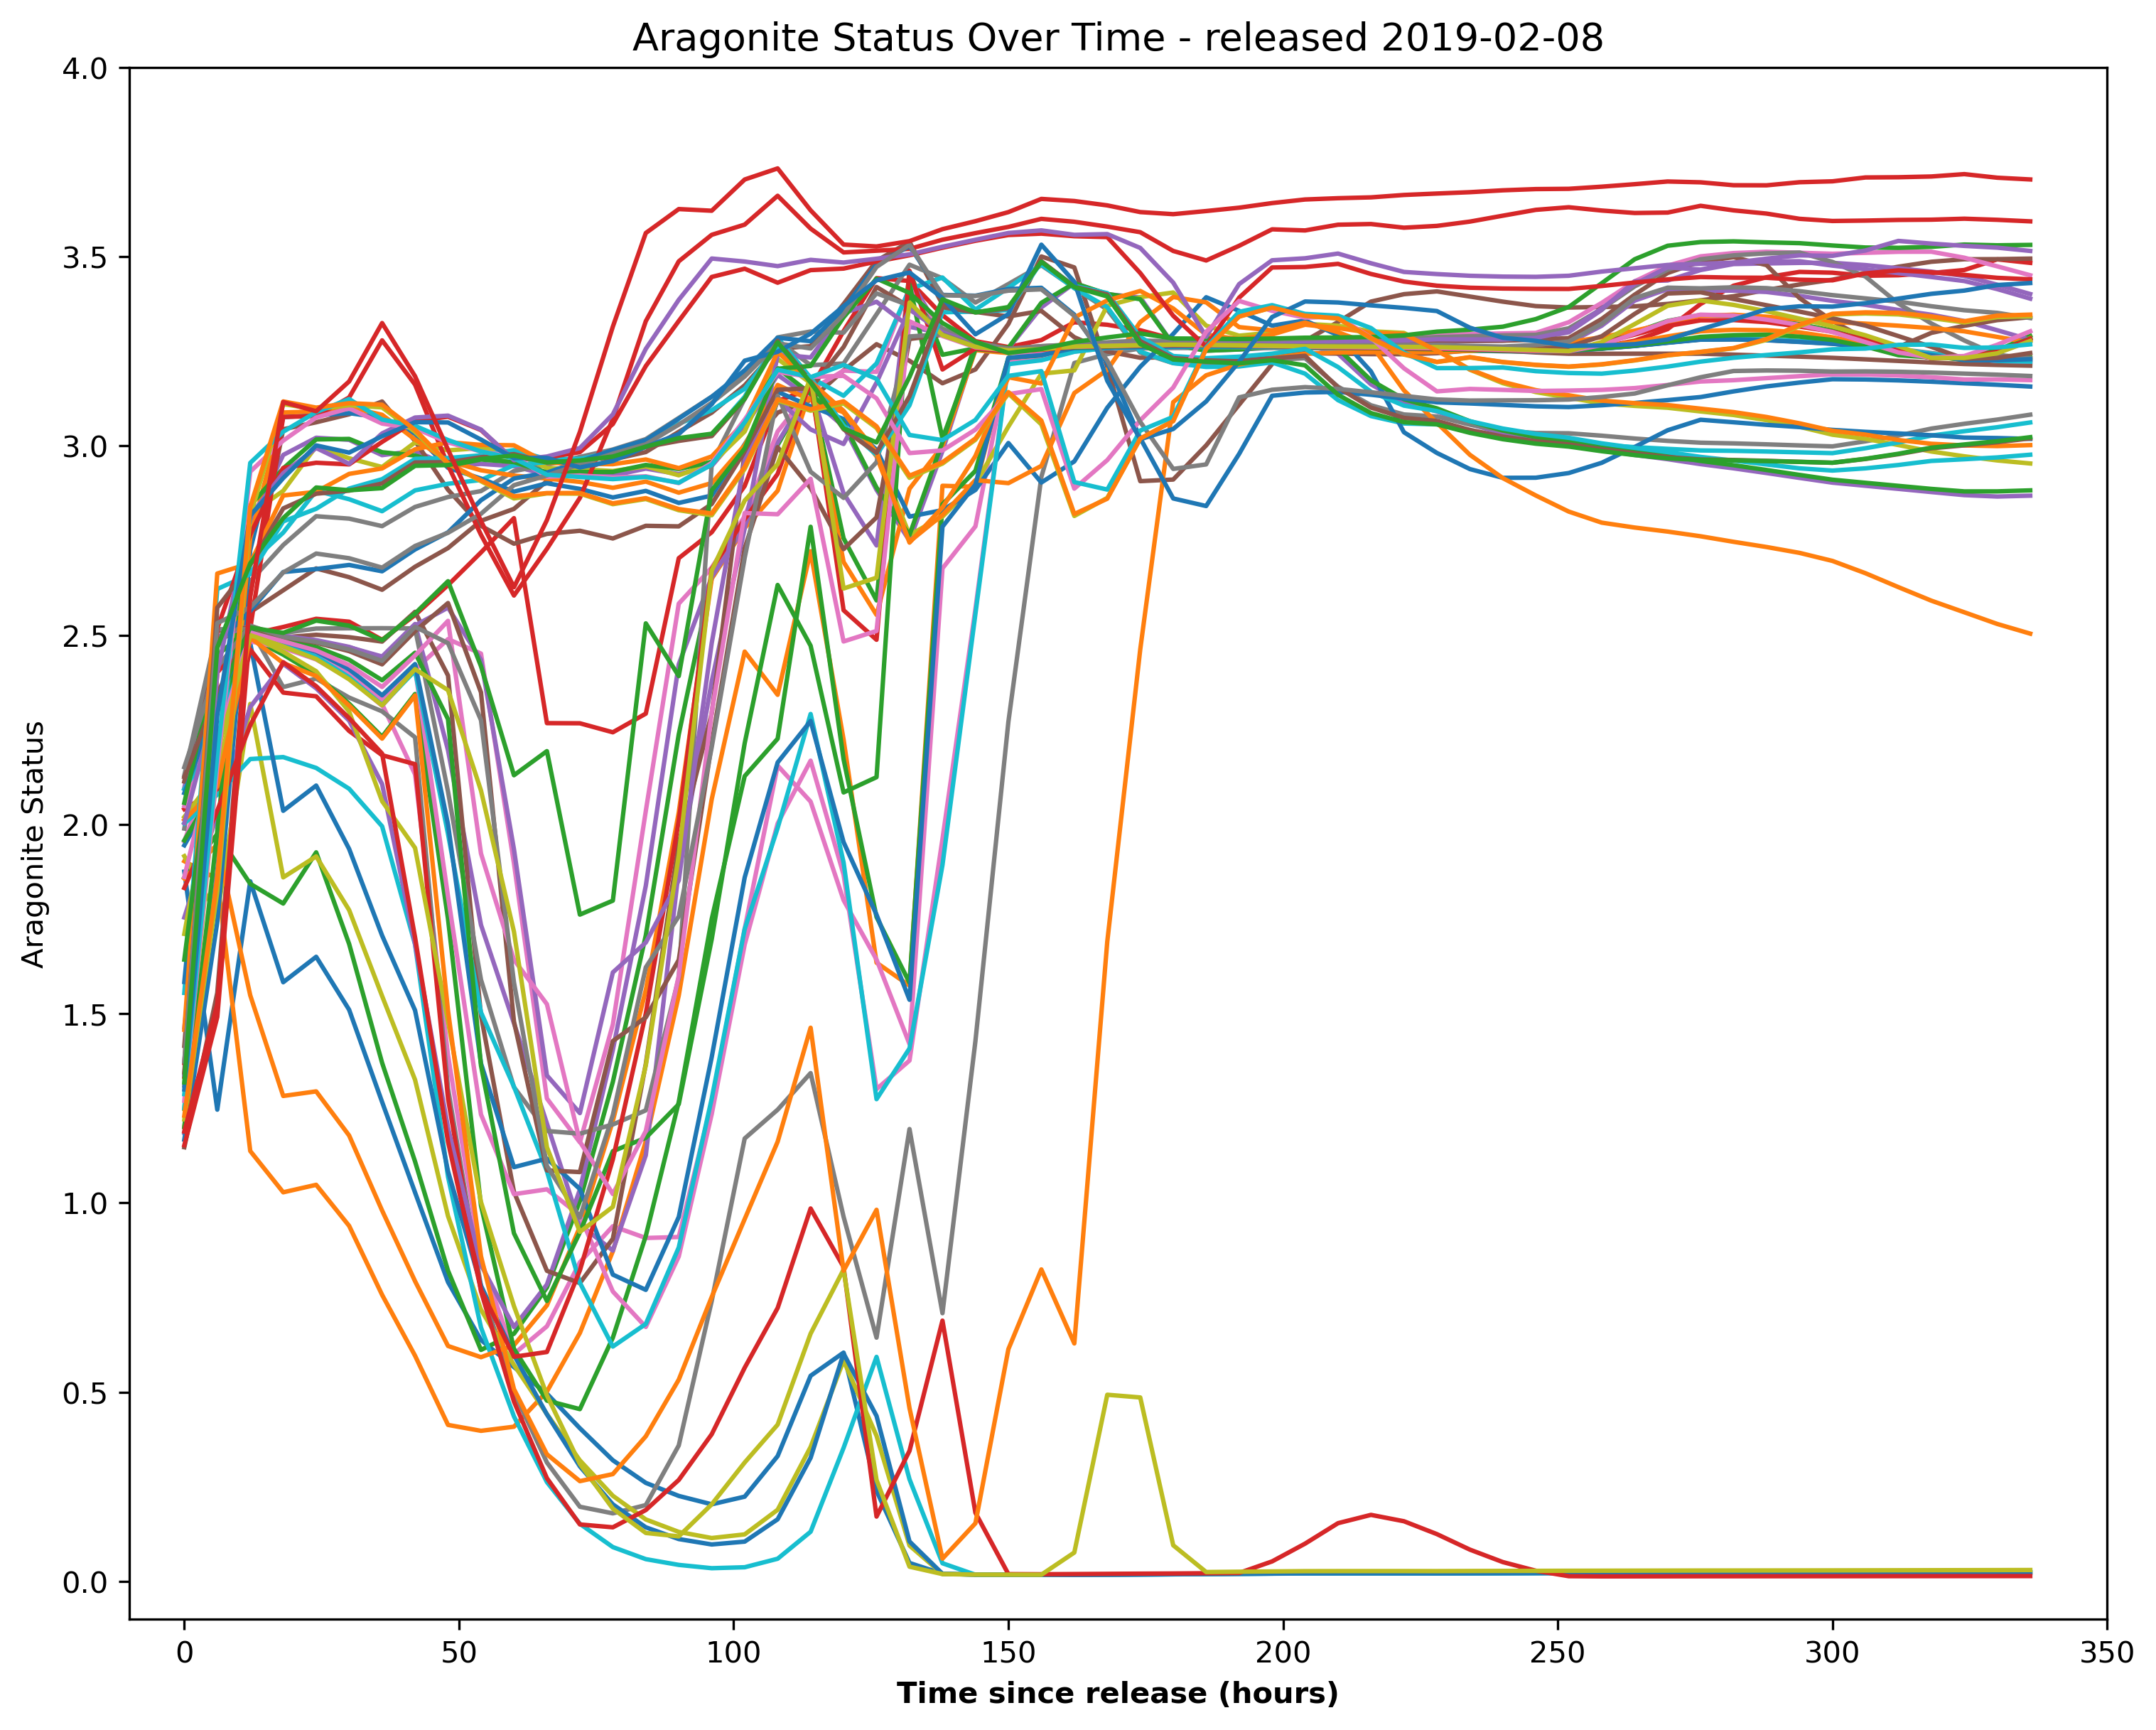 Aragonite Status Over Time - released 2019-02-08
4.0
3.5
3.0
2.5
2.0
1.5
1.0
0.5
0.0
Aragonite Status
0 50 100 150 200 250 300 350
Time since release (hours)